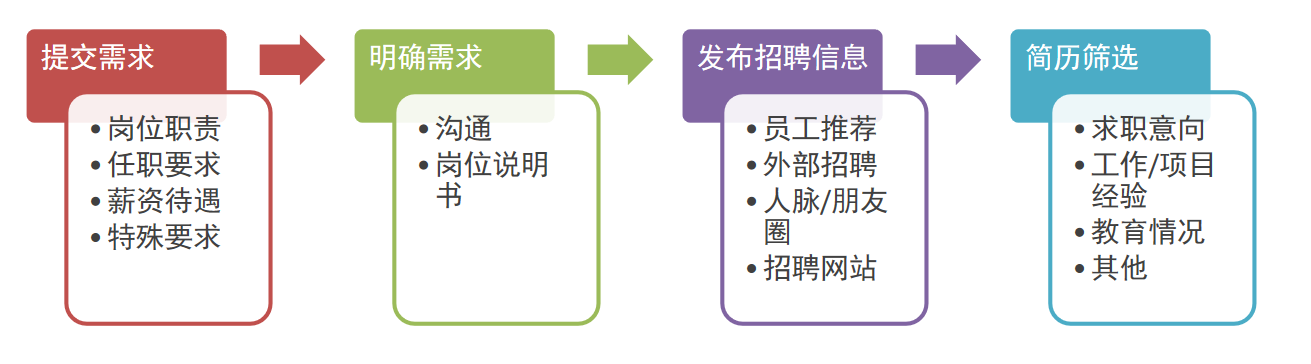 提交需求
• 岗位职责
• 任职要求
• 薪资待遇
• 特殊要求
明确需求
• 沟通
• 岗位说明
书
发布招聘信息
• 员工推荐
• 外部招聘
• 人脉/朋友
圈
• 招聘网站
简历筛选
• 求职意向
• 工作/项目
经验
• 教育情况
• 其他